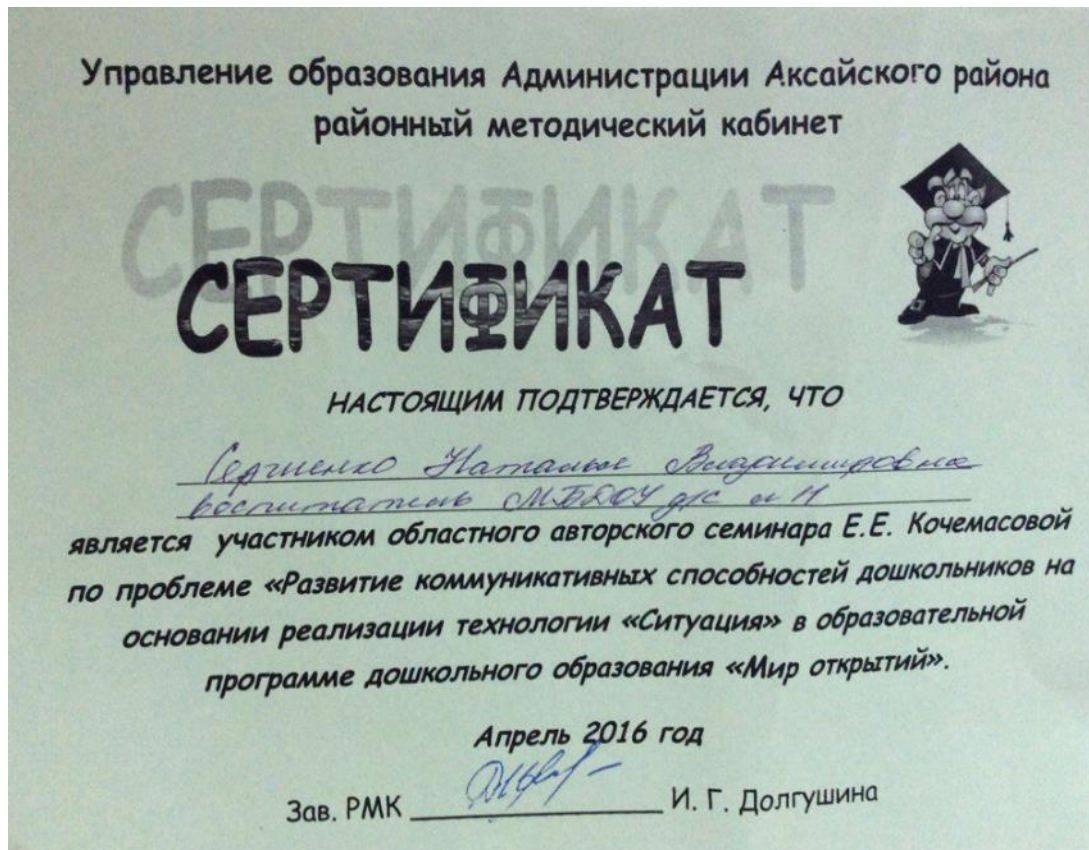 Управление образования Администрации Аксайского района
районный методический кабинет
СЕРТИФИКАТ
СЕРТИФИКАТ
НАСТОЯЩИМ ПОДТВЕРЖДАЕТСЯ, ЧТО
Сергиенко Наталья Владимировна
воспитатель МБДОУ д/с
является участником областного авторского семинара Е.Е. Кочемасовой
по проблеме «Развитие коммуникативных способностей дошкольников на
основании реализации технологии «Ситуация» в образовательной
программе дошкольного образования «Мир открытий».
Апрель 2016 год
Зав. РМК И. Г. Долгушина